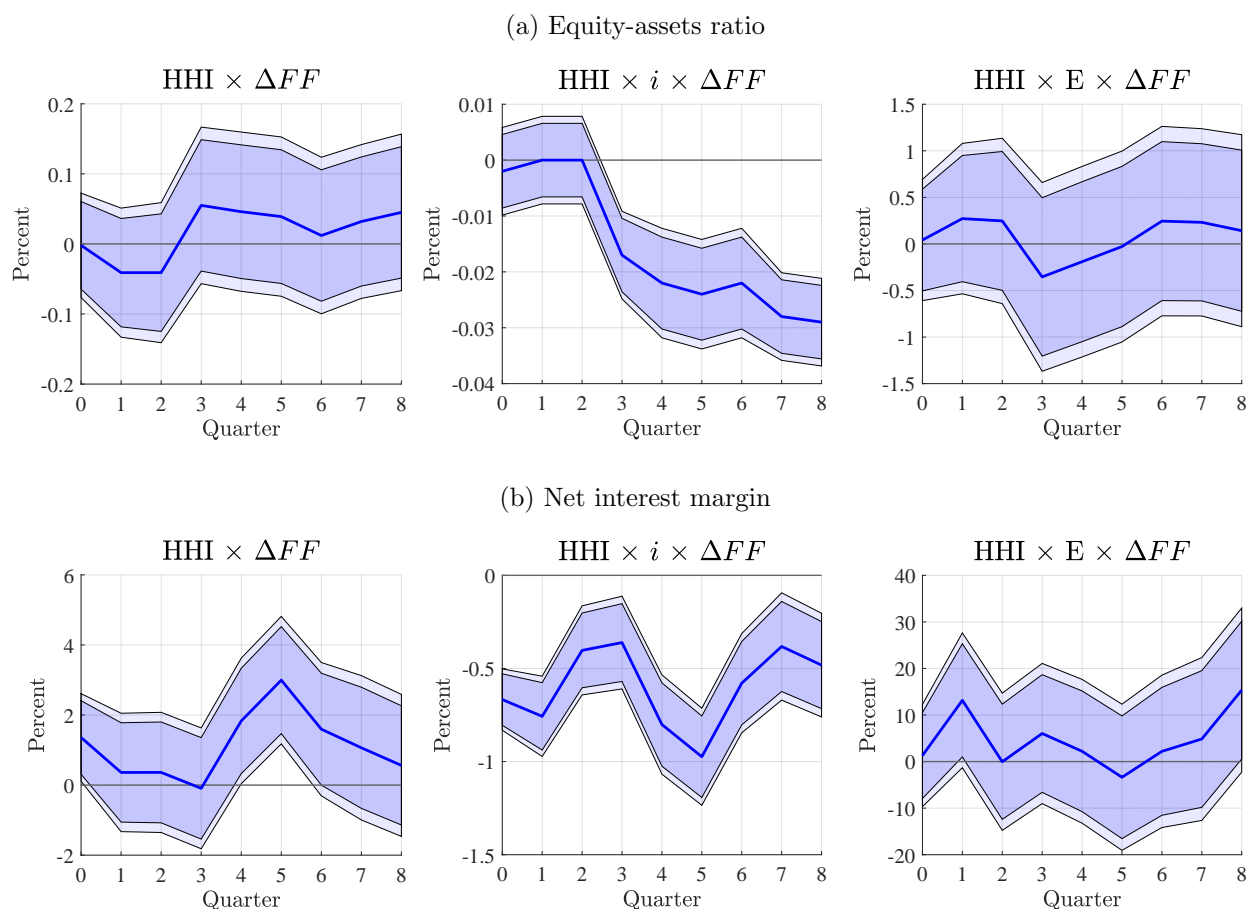 (a) Equity-assets ratio
HHI × ΔFF
HHI × i × ΔFF
HHI × E × ΔFF
Percent
0.2
0.1
0
-0.1
-0.2
0 1 2 3 4 5 6 7 8
Quarter
Percent
0.01
0
-0.01
-0.02
-0.03
-0.04
0 1 2 3 4 5 6 7 8
Quarter
Percent
1.5
1
0.5
0
-0.5
-1
-1.5
0 1 2 3 4 5 6 7 8
Quarter
(b) Net interest margin
HHI × ΔFF
HHI × i × ΔFF
HHI × E × ΔFF
Percent
6
4
2
0
-2
0 1 2 3 4 5 6 7 8
Quarter
Percent
0
-0.5
-1
-1.5
0 1 2 3 4 5 6 7 8
Quarter
Percent
40
30
20
10
0
-10
-20
0 1 2 3 4 5 6 7 8
Quarter